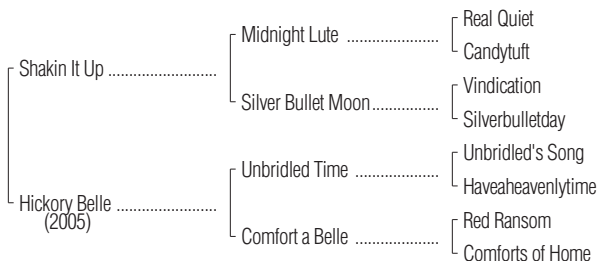 Real Quiet
Midnight Lute ........................
Candytuft
Shakin It Up ............................
Vindication
Silver Bullet Moon.................
Silverbulletday
Unbridled's Song
Unbridled Time .....................
Haveaheavenlytime
Hickory Belle ..........................
(2005)
Red Ransom
Comfort a Belle .....................
Comforts of Home